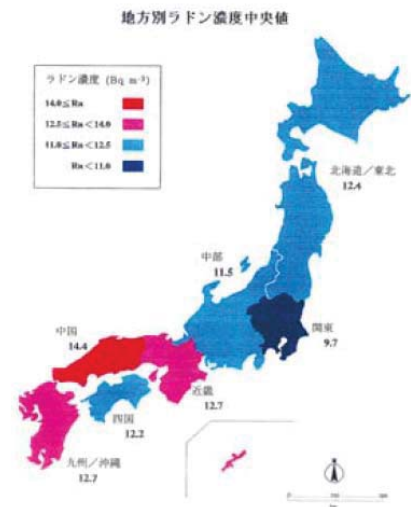 地方別ラドン濃度中央値
ラドン濃度 (Bq m⁻³)
14.0≦Rn
12.5≦Rn<14.0
11.0≦Rn<12.5
Rn<11.0
北海道/東北
12.4
中部
11.5
中国
14.4
関東
9.7
近畿
12.7
四国
12.2
九州/沖縄
12.7